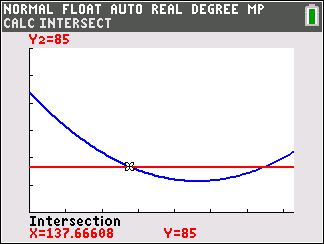 NORMAL FLOAT AUTO REAL DEGREE MP
CALC INTERSECT
Y2=85
Intersection
X=137.66608 Y=85